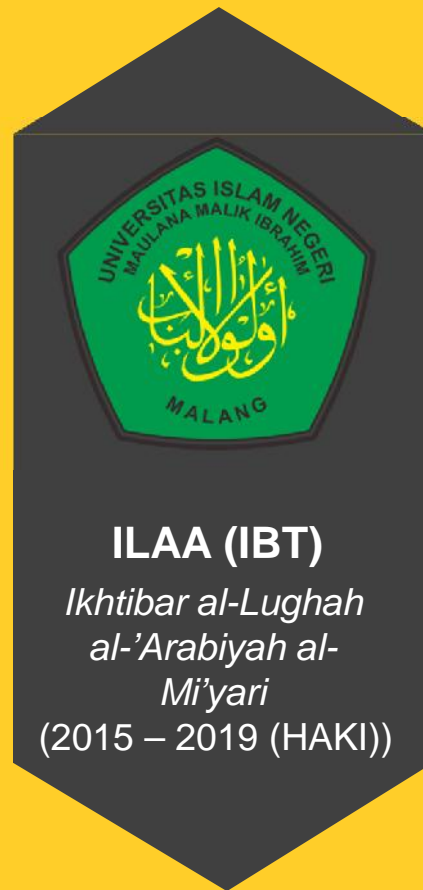 UNIVERSITAS ISLAM NEGERI
MAULANA MALIK IBRAHIM
أولو الألباب
MALANG
ILAA (IBT)
Ikhtibar al-Lughah
al-’Arabiyah al-
Mi’yari
(2015 – 2019 (HAKI))